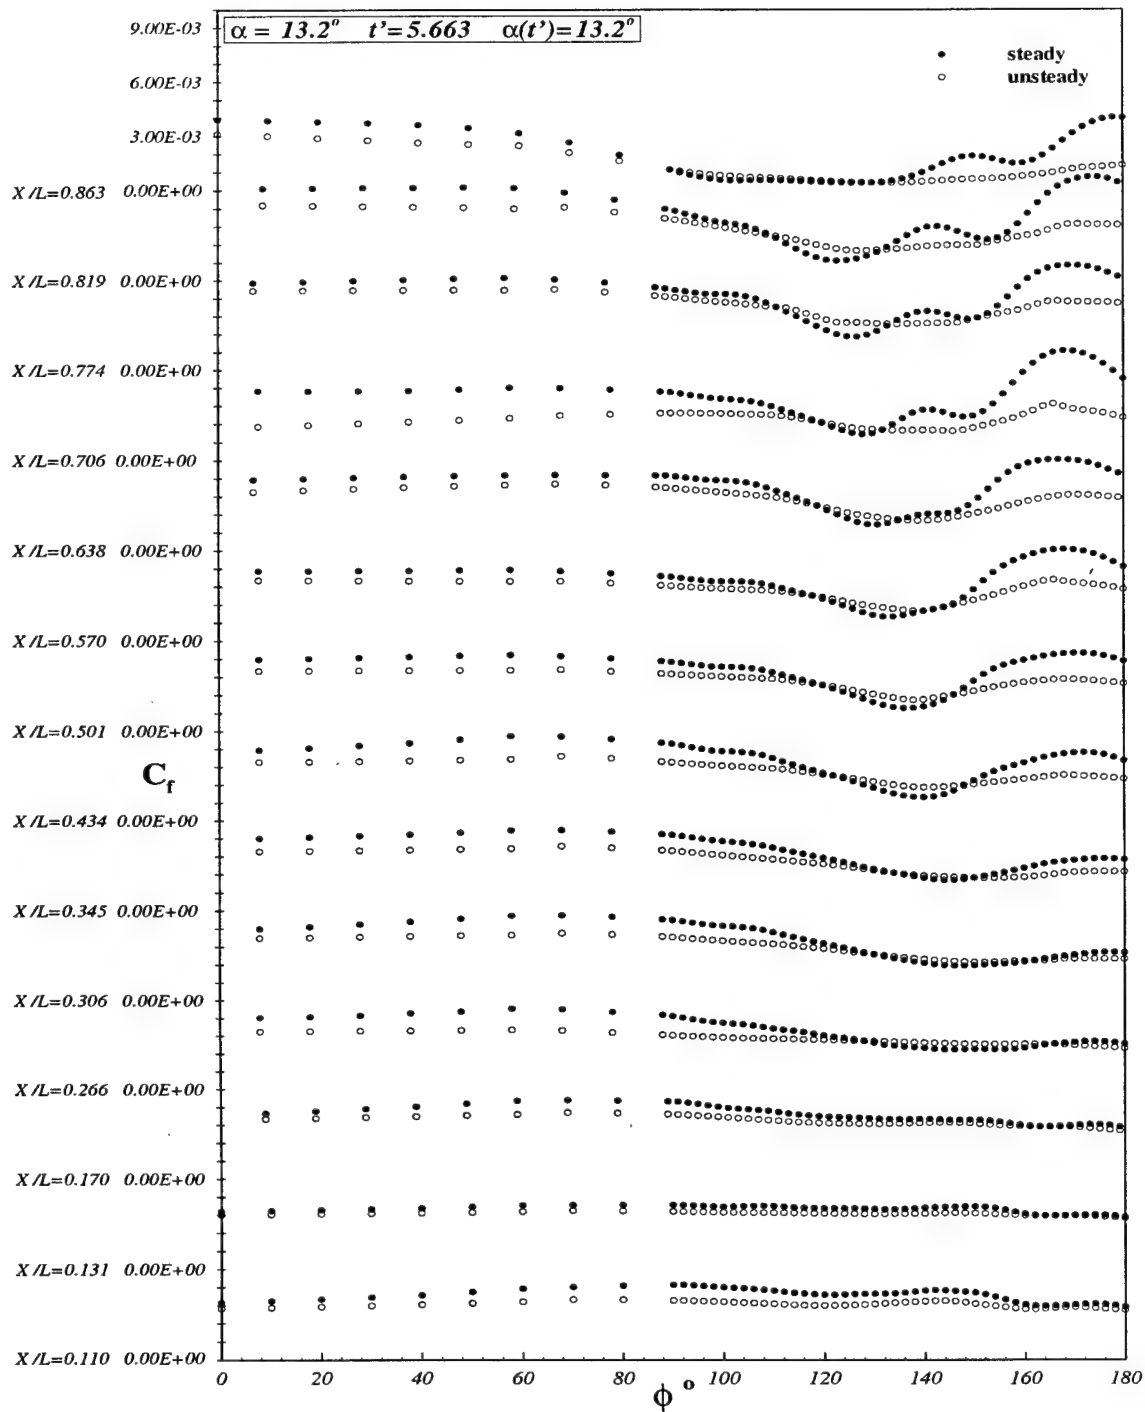 9.00E-03
α = 13.2° t'=5.663 α(t')=13.2°
steady
6.00E-03
unsteady
3.00E-03
X/L=0.863 0.00E+00
X/L=0.819 0.00E+00
X/L=0.774 0.00E+00
X/L=0.706 0.00E+00
X/L=0.638 0.00E+00
X/L=0.570 0.00E+00
X/L=0.501 0.00E+00
Cf
X/L=0.434 0.00E+00
X/L=0.345 0.00E+00
X/L=0.306 0.00E+00
X/L=0.266 0.00E+00
X/L=0.170 0.00E+00
X/L=0.131 0.00E+00
X/L=0.110 0.00E+00
0 20 40 60 80 100 120 140 160 180
ϕ °